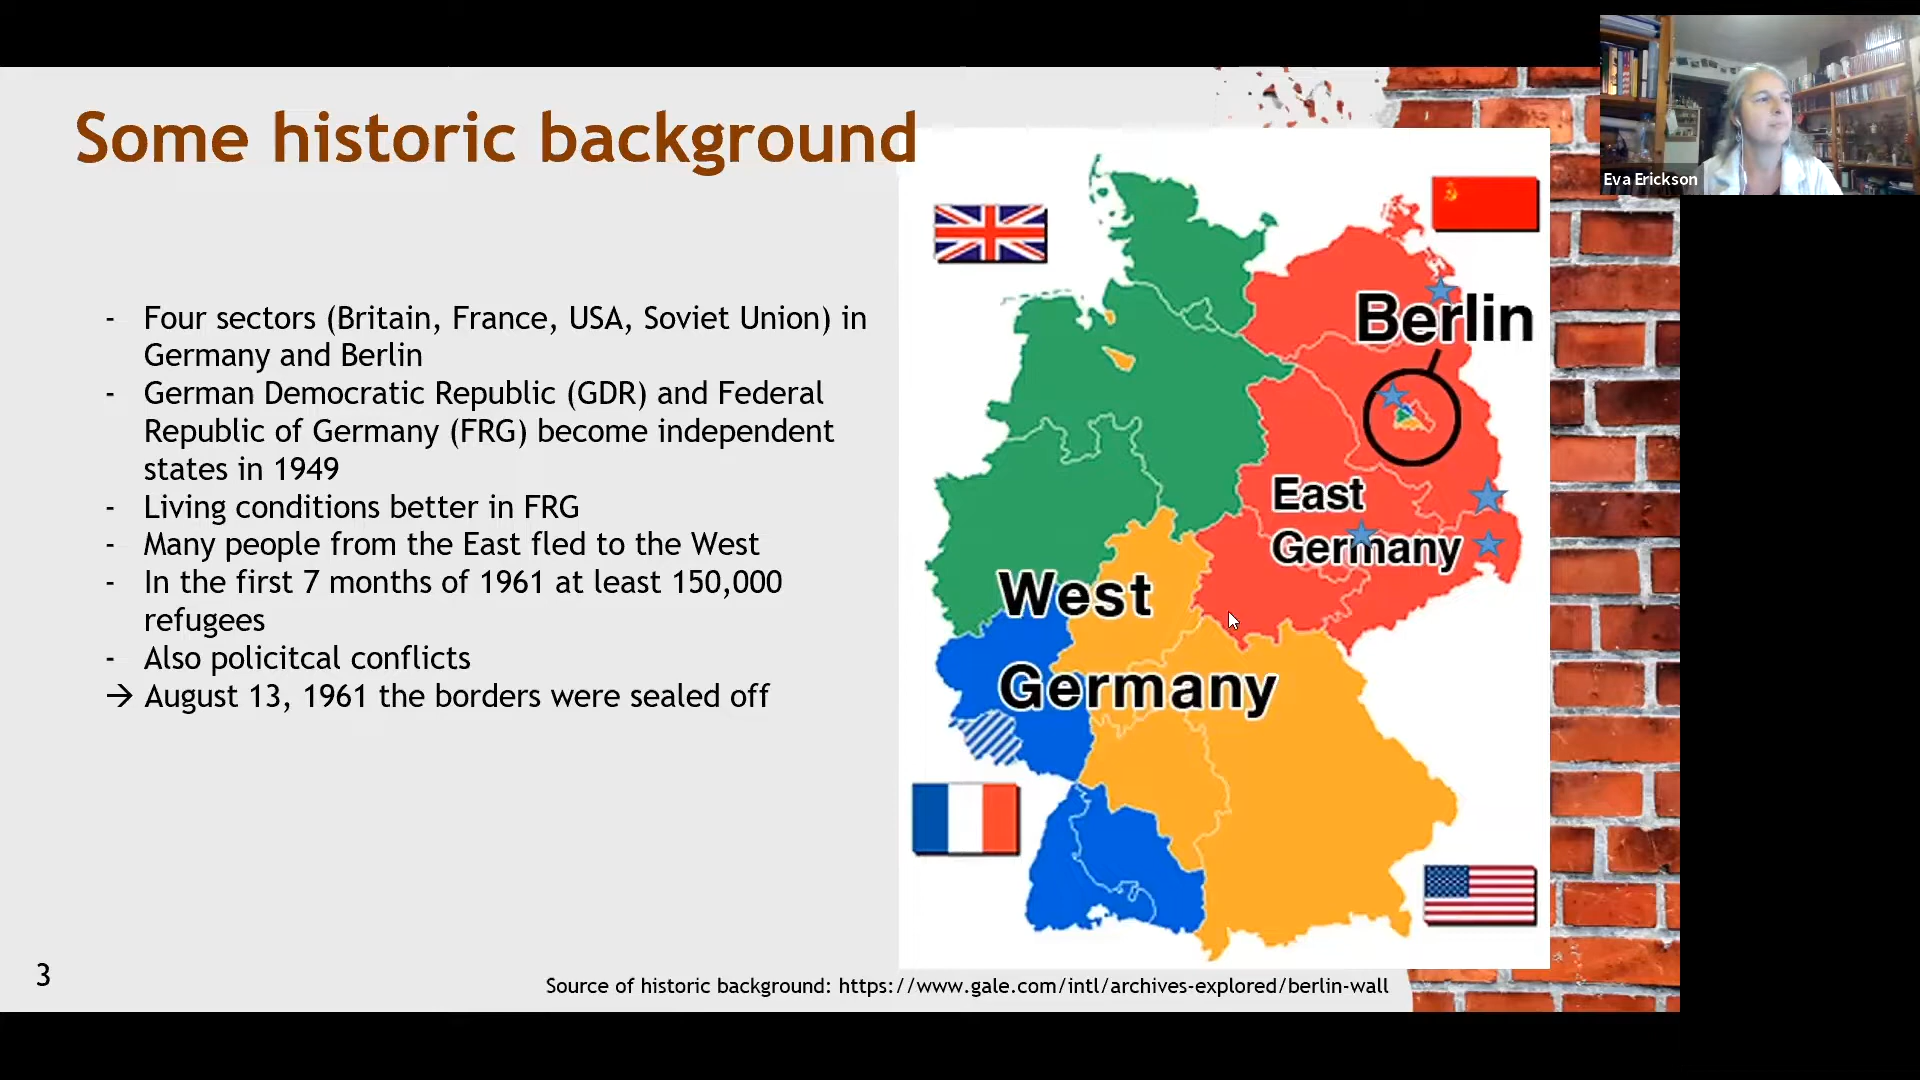 Some historic background
Eva Erickson
- Four sectors (Britain, France, USA, Soviet Union) in
Germany and Berlin
- German Democratic Republic (GDR) and Federal
Republic of Germany (FRG) become independent
states in 1949
- Living conditions better in FRG
- Many people from the East fled to the West
- In the first 7 months of 1961 at least 150,000
refugees
- Also policitcal conflicts
→ August 13, 1961 the borders were sealed off
Berlin
East
Germany
West
Germany
3
Source of historic background: https://www.gale.com/intl/archives-explored/berlin-wall